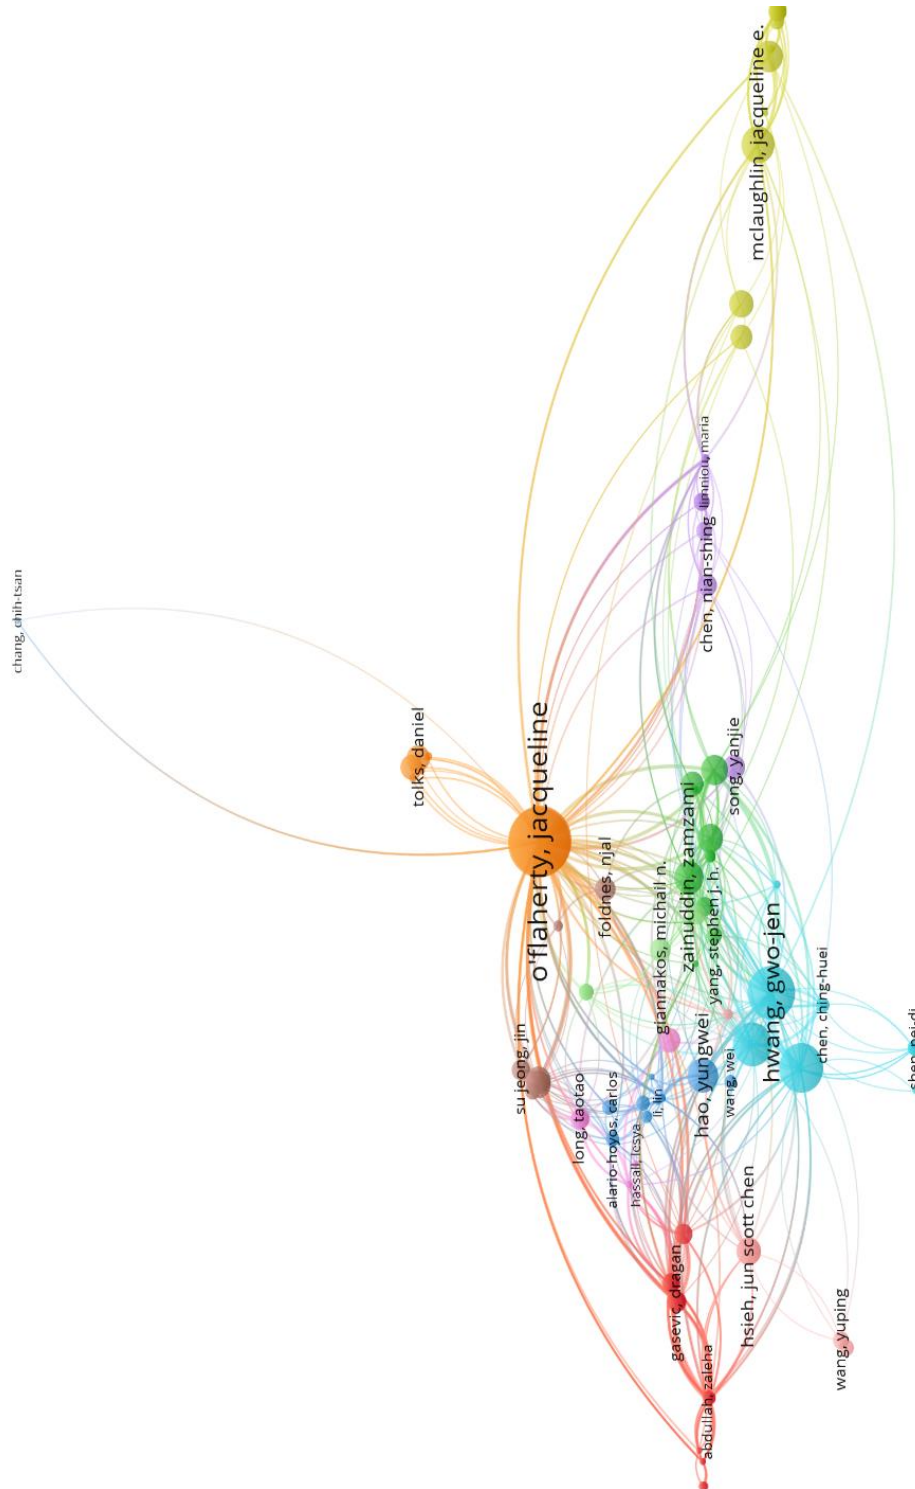 chang, chih-tsan
tolks, daniel
su jeong, jin
o'flaherty, jacqueline
long, taotao
foldnes, njal
alario-hoyos, carlos
hassall, lesya
li, lin
giannakos, michail n.
gasevic, dragan
zainuddin, zamzami
hao, yungwei
abdullah, zaleha
chen, nian-shing
limniou, maria
yang, stephen j. h.
wang, wei
song, yanjie
hsieh, jun scott chen
mclaughlin, jacqueline e.
hwang, gwo-jen
chen, ching-huei
wang, yuping